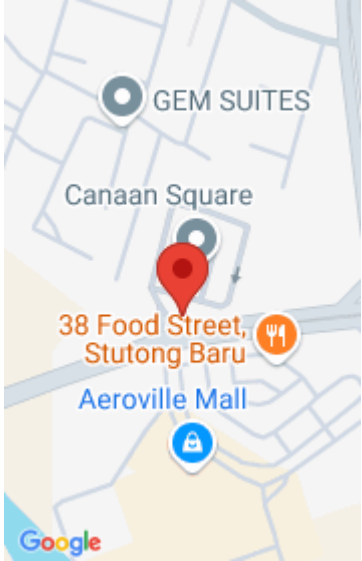 GEM SUITES
Canaan Square
38 Food Street,
Stutong Baru
Aeroville Mall
Google